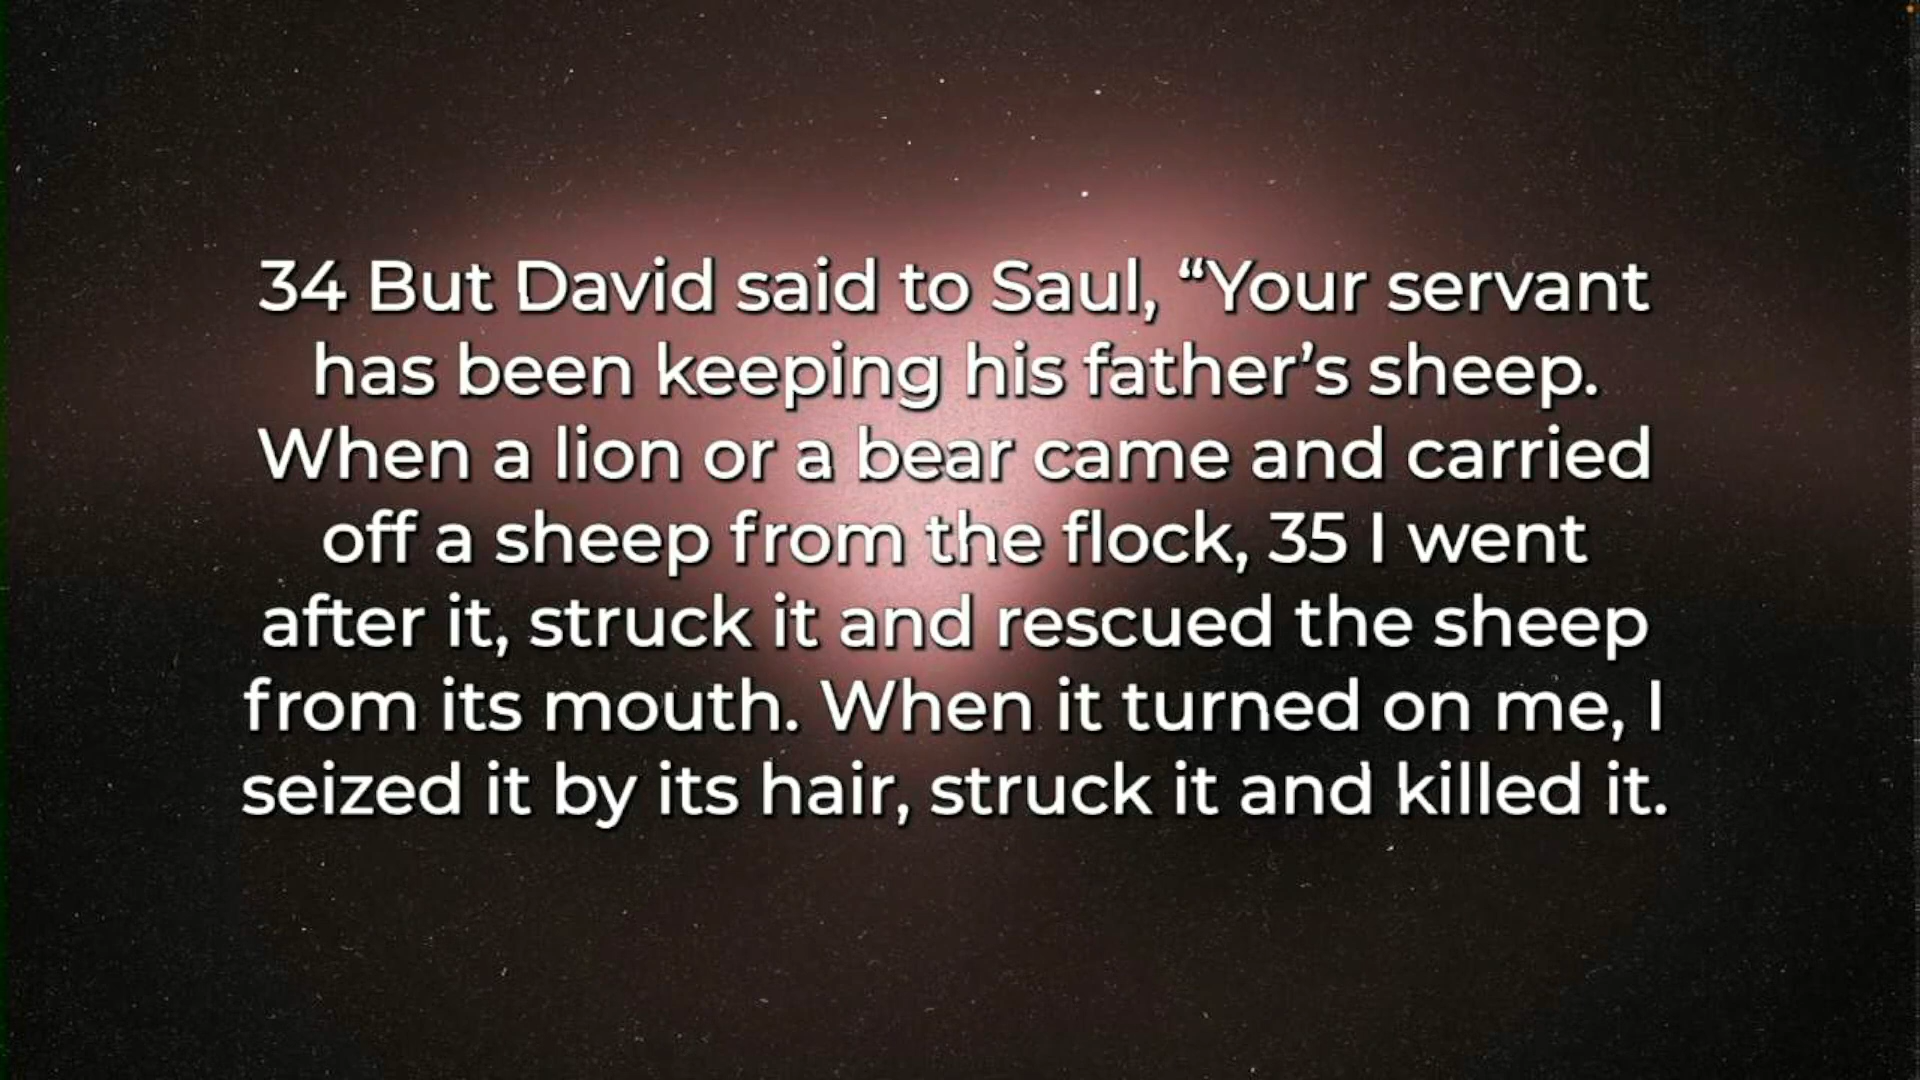 34 But David said to Saul, “Your servant
has been keeping his father’s sheep.
When a lion or a bear came and carried
off a sheep from the flock, 35 I went
after it, struck it and rescued the sheep
from its mouth. When it turned on me, I
seized it by its hair, struck it and killed it.